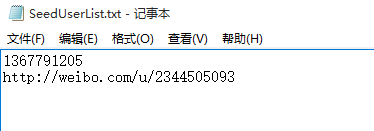 SeedUserList.txt - 记事本
文件(F) 编辑(E) 格式(O) 查看(V) 帮助(H)
1367791205
http://weibo.com/u/2344505093